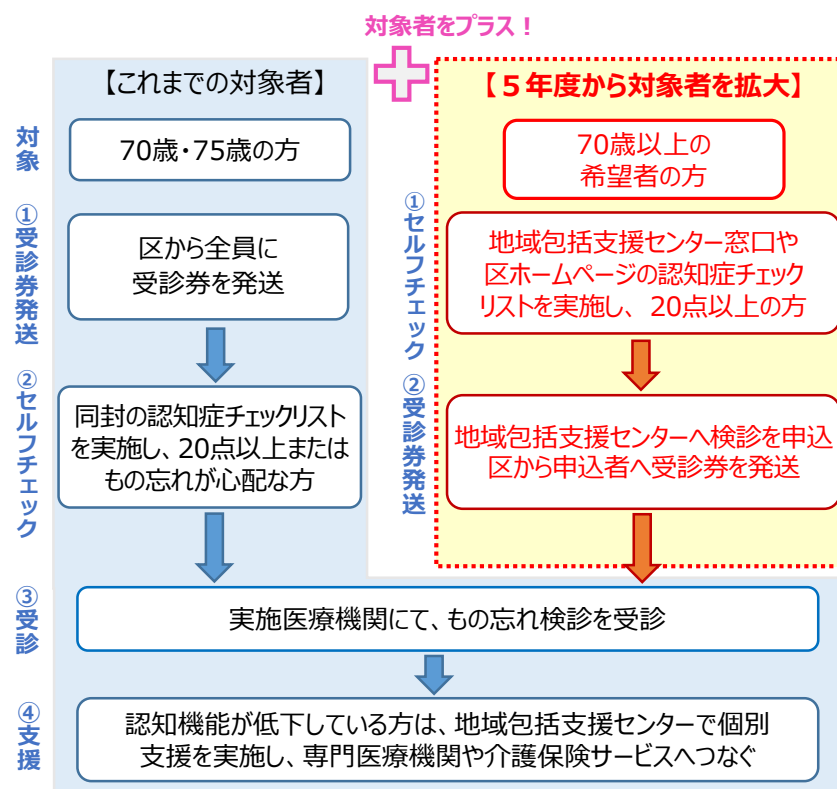 対象者をプラス！
【これまでの対象者】
対象
70歳・75歳の方
①受診券発送
区から全員に
受診券を発送
②セルフチェック
同封の認知症チェックリスト
を実施し、20点以上または
もの忘れが心配な方
【５年度から対象者を拡大】
70歳以上の
希望者の方
①セルフチェック
地域包括支援センター窓口や
区ホームページの認知症チェック
リストを実施し、20点以上の方
②受診券発送
地域包括支援センターへ検診を申込
区から申込者へ受診券を発送
③受診
実施医療機関にて、もの忘れ検診を受診
④支援
認知機能が低下している方は、地域包括支援センターで個別
支援を実施し、専門医療機関や介護保険サービスへつなぐ